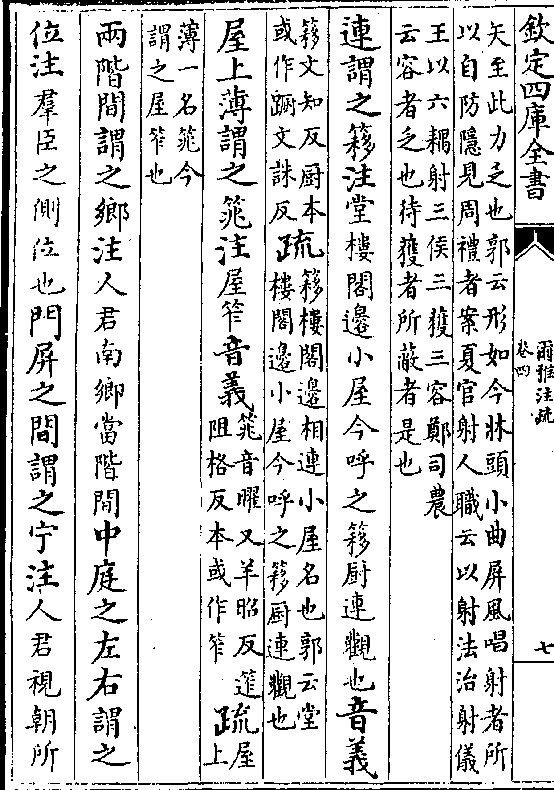 欽定四庫全書
爾雅注疏
卷四
七
矢至此力乏也郭云形如今牀頭小曲屏風唱射者所
以自防隱見周禮者案夏官射人職云以射法治射儀
王以六耦射三侯三獲三容鄭司農
云容者乏也待獲者所蔽者是也
連謂之簃注堂樓閣邊小屋今呼之簃厨連觀也音義
簃文知反厨本
或作𨃴文誅反
疏
簃樓閣邊相連小屋名也郭云堂
樓閣邊小屋今呼之簃厨連觀也
屋上薄謂之筄注屋笮音義
筄音曜又羊昭反笮
阻格反本或作笮
疏
屋上
薄一名筄今
謂之屋笮也
兩階間謂之鄉注人君南鄉當階間中庭之左右謂之
位注羣臣之側位也門屏之間謂之宁注人君視朝所